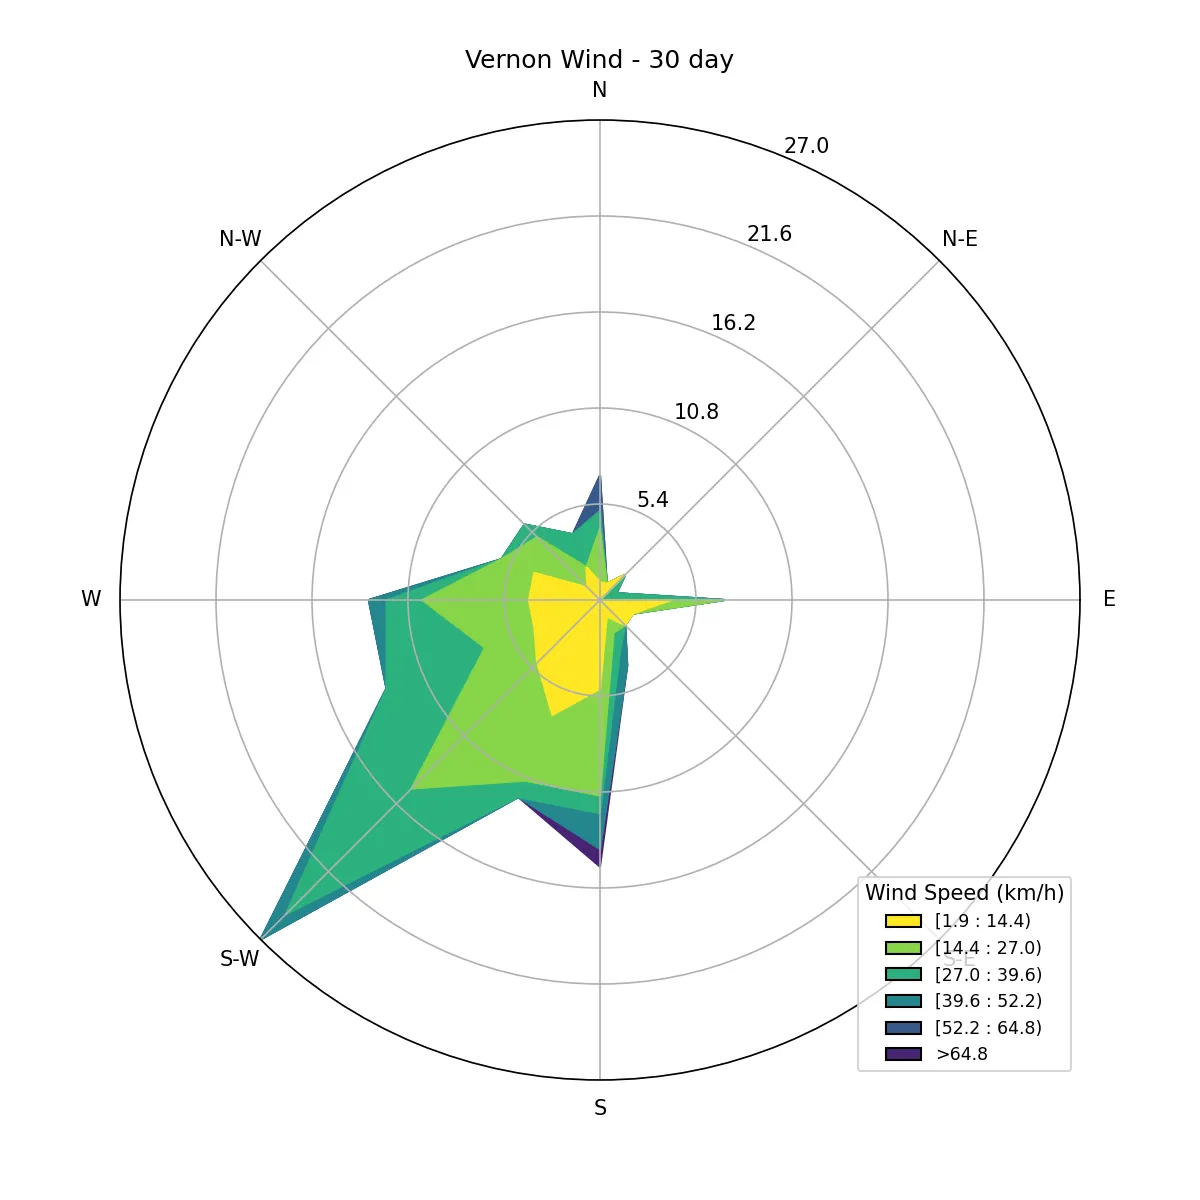 Vernon Wind - 30 day
N
27.0
N-W
N-E
21.6
16.2
10.8
5.4
W
E
S-W
S-E
S
Wind Speed (km/h)
[1.9 : 14.4)
[14.4 : 27.0)
[27.0 : 39.6)
[39.6 : 52.2)
[52.2 : 64.8)
>64.8